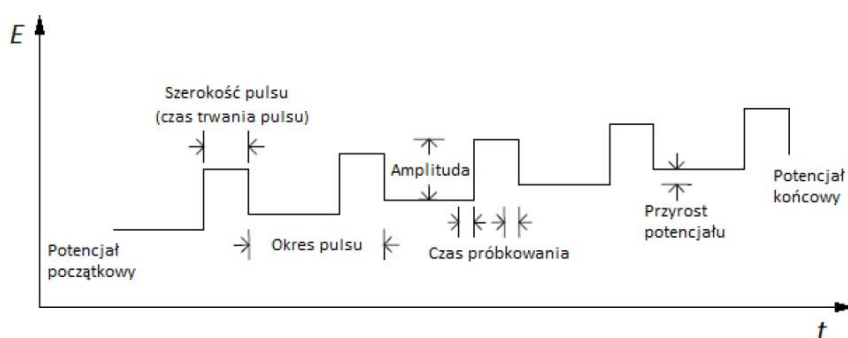 E
Szerokość pulsu
(czas trwania pulsu)
Amplituda
Potencjał
końcowy
Przyrost
potencjału
Potencjał
początkowy
Okres pulsu
Czas próbkowania
t